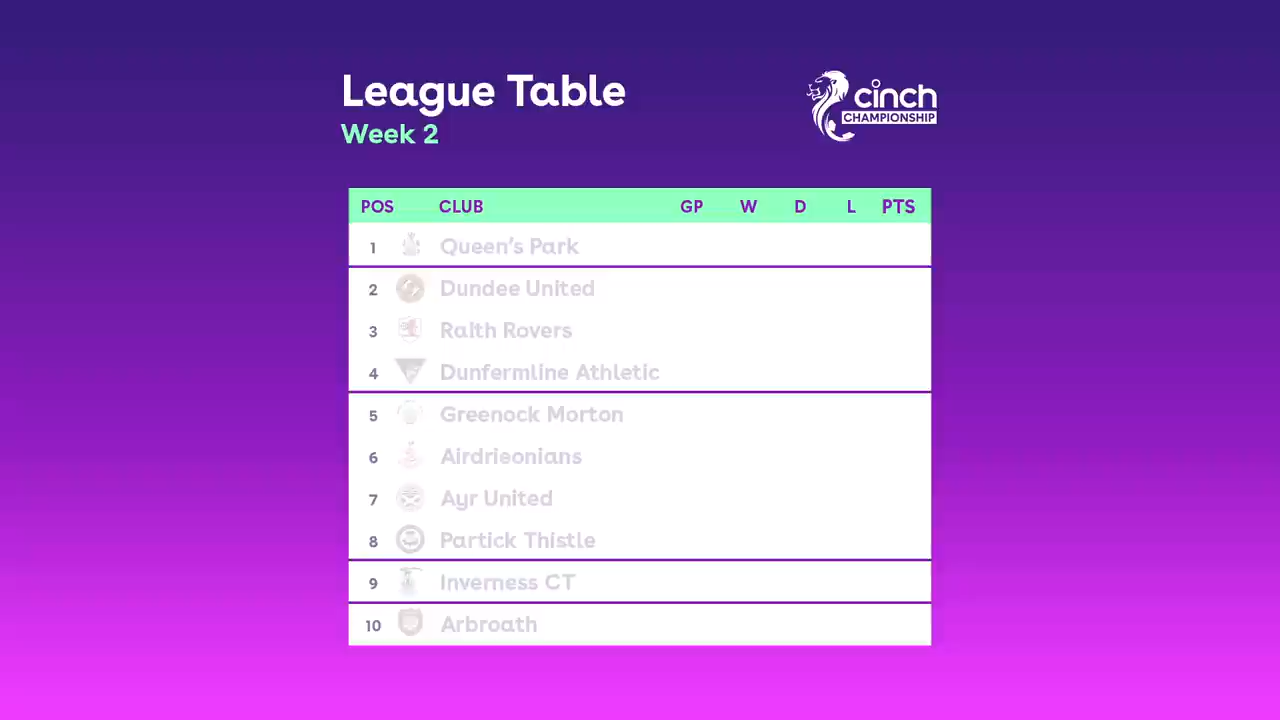 League Table
Week 2
cinch
CHAMPIONSHIP
POS CLUB GP W D L PTS
1 Queen's Park
2 Dundee United
3 Raith Rovers
4 Dunfermline Athletic
5 Greenock Morton
6 Airdrieonians
7 Ayr United
8 Partick Thistle
9 Inverness CT
10 Arbroath